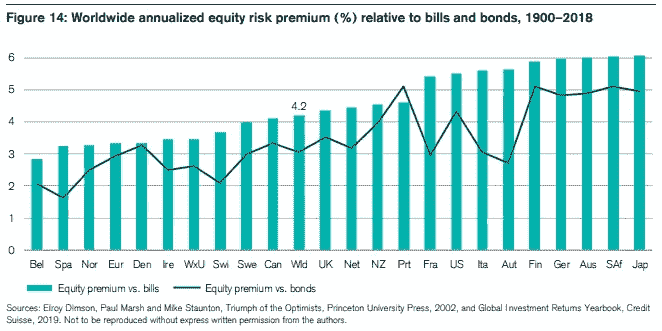 Figure 14: Worldwide annualized equity risk premium (%) relative to bills and bonds, 1900–2018
6
5
4.2
4
3
2
1
0
Bel Spa Nor Eur Den Ire WxU Swi Swe Can Wld UK Net NZ Prt Fra US Ita Aut Fin Ger Aus SAf Jap
Equity premium vs. bills Equity premium vs. bonds
Sources: Elroy Dimson, Paul Marsh and Mike Staunton, Triumph of the Optimists, Princeton University Press, 2002, and Global Investment Returns Yearbook, Credit
Suisse, 2019. Not to be reproduced without express written permission from the authors.